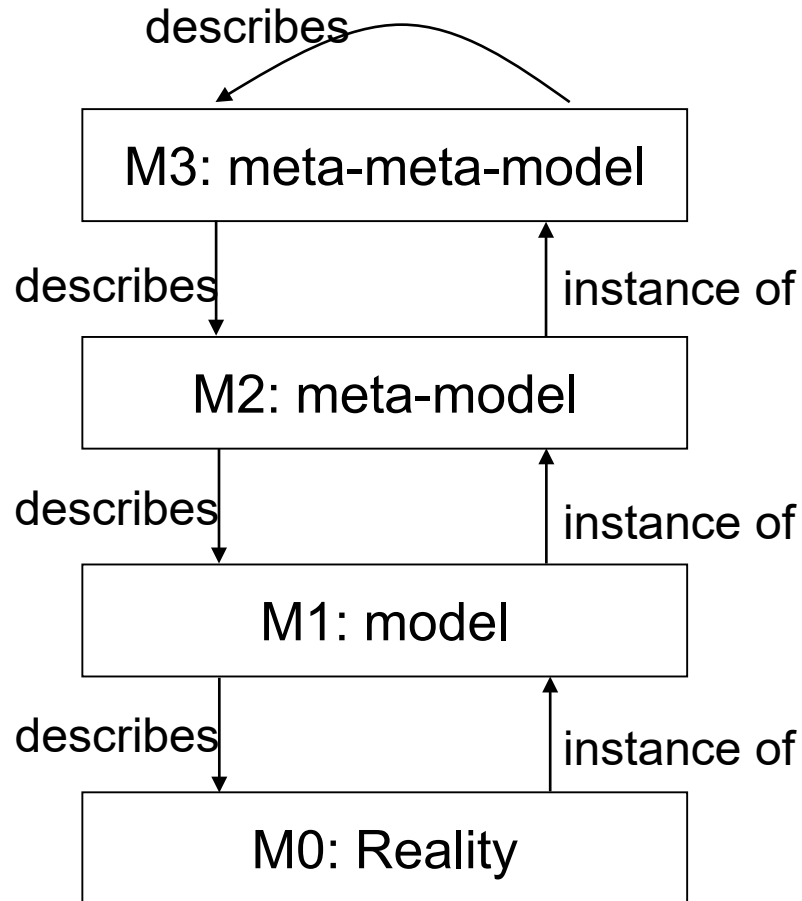 describes
M3: meta-meta-model
describes
instance of
M2: meta-model
describes
instance of
M1: model
describes
instance of
M0: Reality